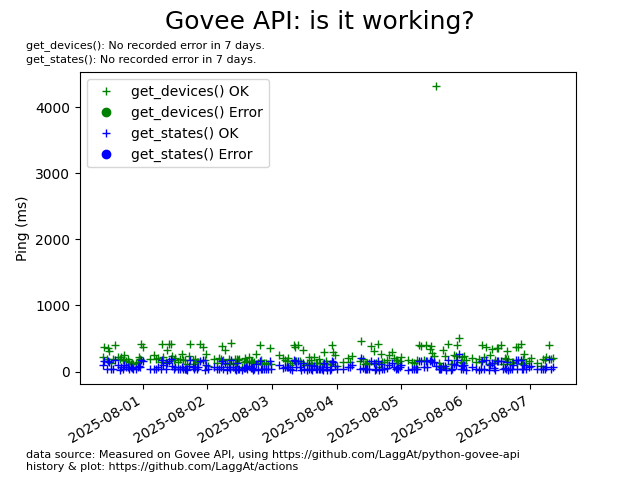 Govee API: is it working?
get_devices(): No recorded error in 7 days.
get_states(): No recorded error in 7 days.
get_devices() OK
get_devices() Error
get_states() OK
get_states() Error
Ping (ms)
4000
3000
2000
1000
0
2025-08-01
2025-08-02
2025-08-03
2025-08-04
2025-08-05
2025-08-06
2025-08-07
data source: Measured on Govee API, using https://github.com/LaggAt/python-govee-api
history & plot: https://github.com/LaggAt/actions